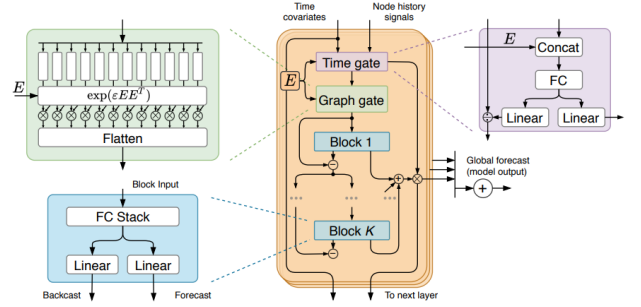 Time
covariates
Node history
signals
E
exp(εEEᵀ)
Flatten
E
Time gate
Graph gate
Block 1
...
...
Block K
To next layer
E
Concat
FC
Linear
Linear
Global forecast
(model output)
Block Input
FC Stack
Linear
Linear
Backcast
Forecast